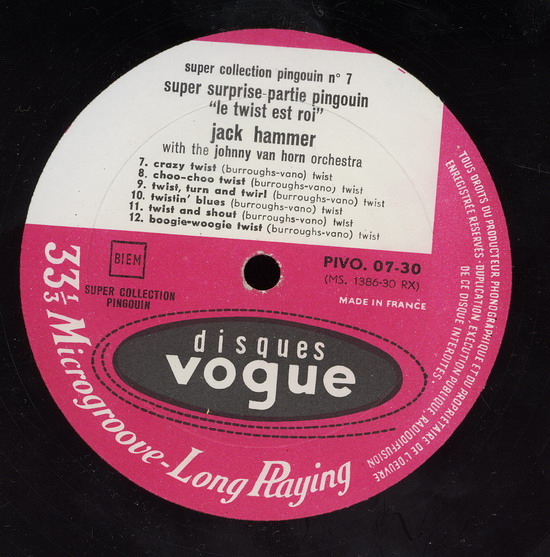 super collection pingouin n° 7
super surprise-partie pingouin
"le twist est roi"
jack hammer
with the johnny van horn orchestra
7. crazy twist (burroughs-vano) twist
8. choo-choo twist (burroughs-vano) twist
9. twist, turn and twirl (burroughs-vano) twist
10. twistin' blues (burroughs-vano) twist
11. twist and shout (burroughs-vano) twist
12. boogie-woogie twist (burroughs-vano) twist
BIEM
SUPER COLLECTION
PINGOUIN
PIVO. 07-30
(MS. 1386-30 RX)
MADE IN FRANCE
disques
vogue
33 1/3 Microgroove-Long Playing
• TOUS DROITS DU PRODUCTEUR PHONOGRAPHIQUE ET DU PROPRIÉTAIRE DE L'OEUVRE
ENREGISTRÉE RÉSERVÉS - DUPLICATION, EXÉCUTION PUBLIQUE, RADIODIFFUSION
DE CE DISQUE INTERDITES •